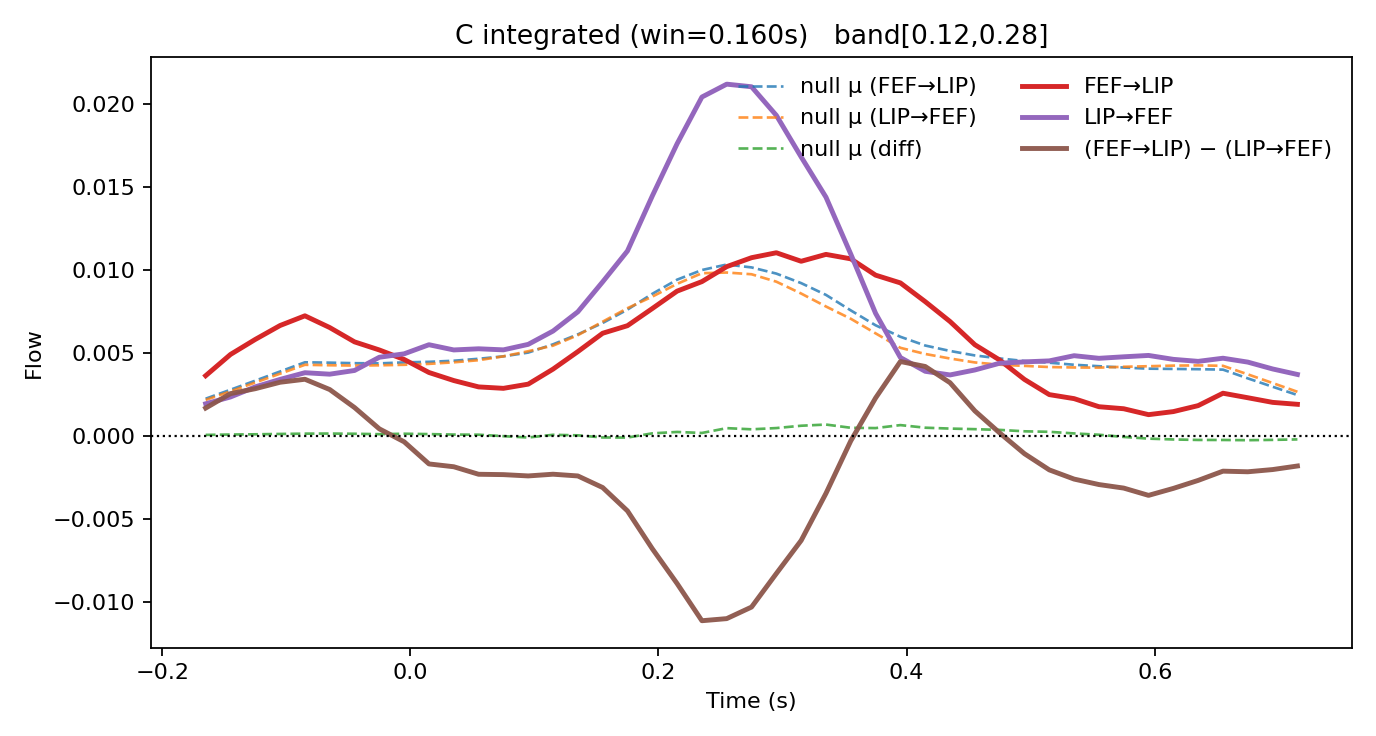 C integrated (win=0.160s)   band[0.12,0.28]
null μ (FEF→LIP)
null μ (LIP→FEF)
null μ (diff)
FEF→LIP
LIP→FEF
(FEF→LIP) − (LIP→FEF)
Flow
0.020
0.015
0.010
0.005
0.000
−0.005
−0.010
−0.2
0.0
0.2
0.4
0.6
Time (s)